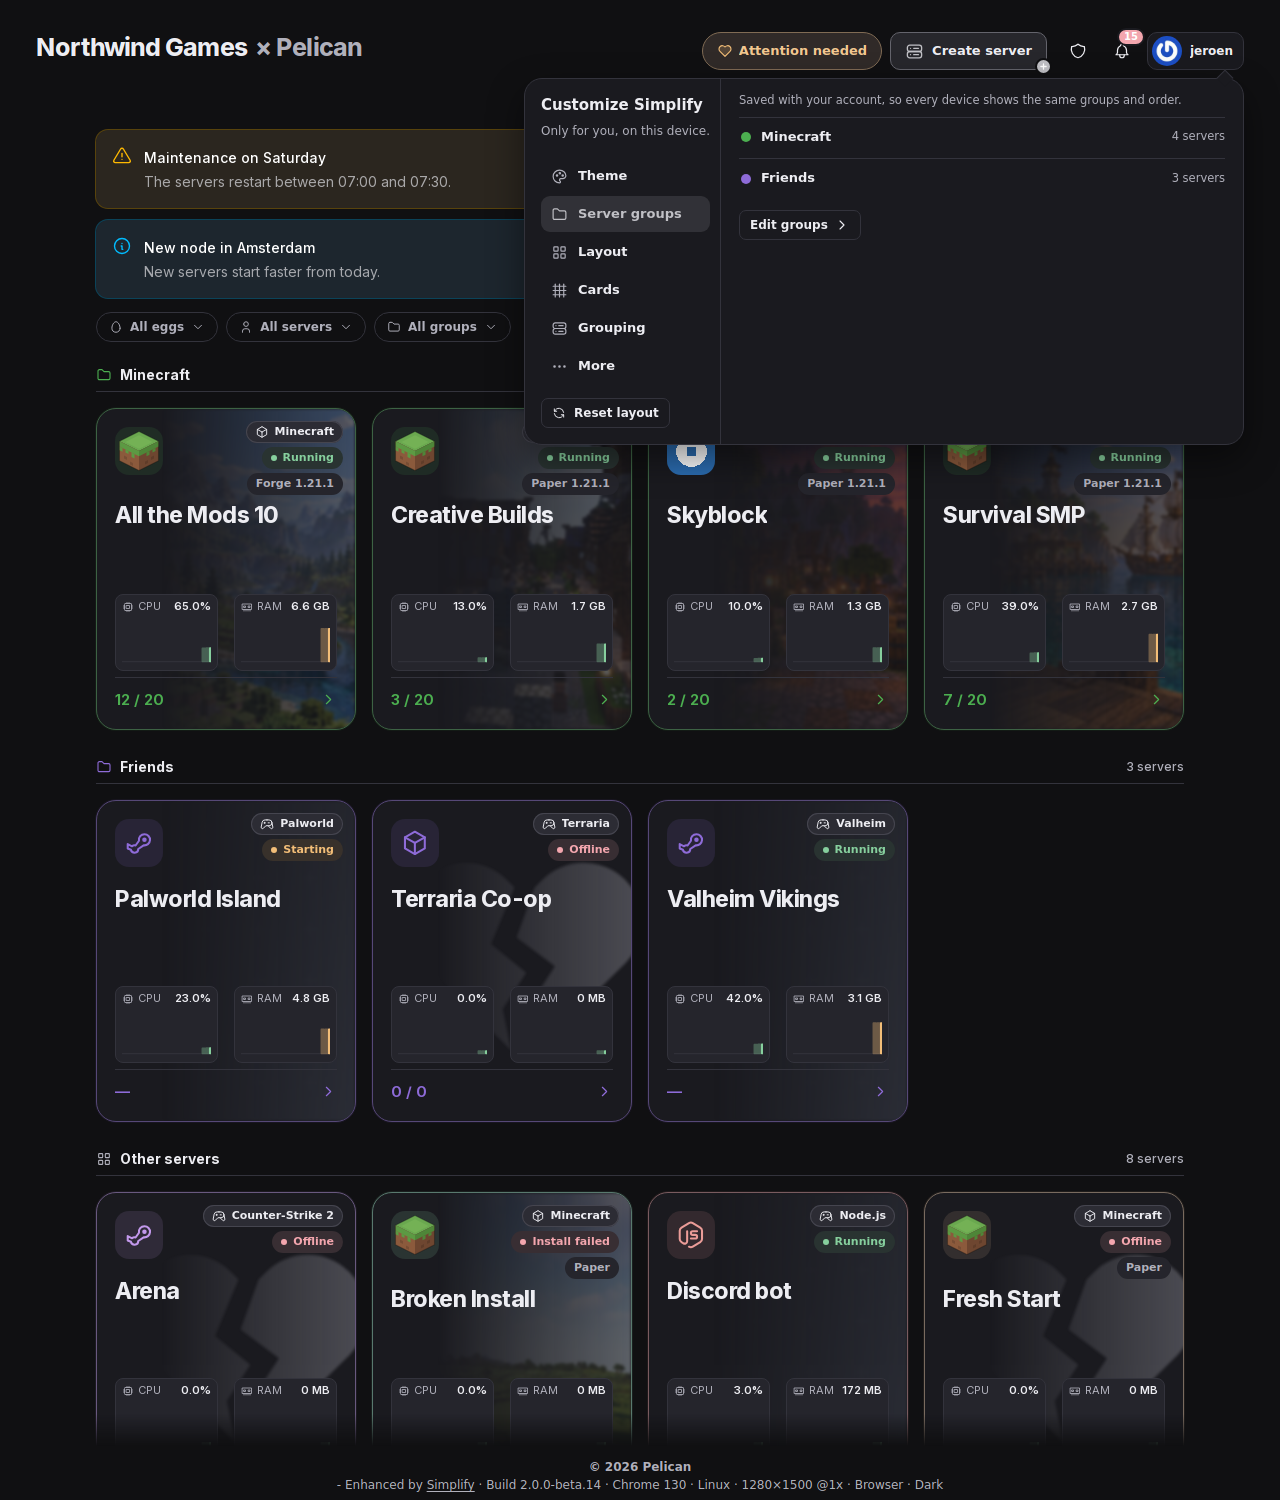 Northwind Games × Pelican
Attention needed
Create server
15
jeroen
Customize Simplify
Only for you, on this device.
Theme
Server groups
Layout
Cards
Grouping
More
Reset layout
Saved with your account, so every device shows the same groups and order.
Minecraft
4 servers
Friends
3 servers
Edit groups
Maintenance on Saturday
The servers restart between 07:00 and 07:30.
New node in Amsterdam
New servers start faster from today.
All eggs
All servers
All groups
Minecraft
Minecraft
Running
Forge 1.21.1
All the Mods 10
CPU 65.0%
RAM 6.6 GB
12 / 20
Running
Paper 1.21.1
Creative Builds
CPU 13.0%
RAM 1.7 GB
3 / 20
Running
Paper 1.21.1
Skyblock
CPU 10.0%
RAM 1.3 GB
2 / 20
Running
Paper 1.21.1
Survival SMP
CPU 39.0%
RAM 2.7 GB
7 / 20
Friends
3 servers
Palworld
Starting
Palworld Island
CPU 23.0%
RAM 4.8 GB
—
Terraria
Offline
Terraria Co-op
CPU 0.0%
RAM 0 MB
0 / 0
Valheim
Running
Valheim Vikings
CPU 42.0%
RAM 3.1 GB
—
Other servers
8 servers
Counter-Strike 2
Offline
Arena
CPU 0.0%
RAM 0 MB
Minecraft
Install failed
Paper
Broken Install
CPU 0.0%
RAM 0 MB
Node.js
Running
Discord bot
CPU 3.0%
RAM 172 MB
Minecraft
Offline
Paper
Fresh Start
CPU 0.0%
RAM 0 MB
© 2026 Pelican
- Enhanced by Simplify · Build 2.0.0-beta.14 · Chrome 130 · Linux · 1280×1500 @1x · Browser · Dark